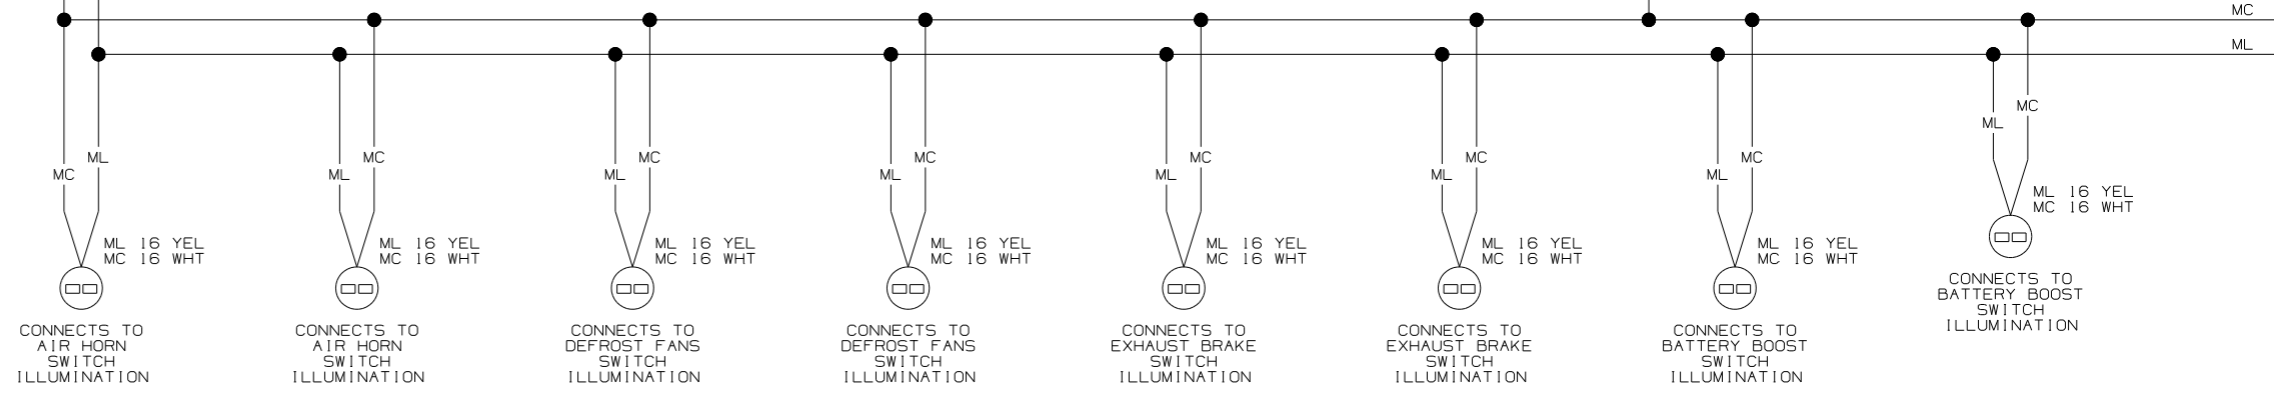 MC
ML
MC
ML
ML
MC
ML
MC
ML
MC
ML
MC
ML
MC
ML
MC
ML
MC
ML 16 YEL
MC 16 WHT
ML 16 YEL
MC 16 WHT
ML 16 YEL
MC 16 WHT
ML 16 YEL
MC 16 WHT
ML 16 YEL
MC 16 WHT
ML 16 YEL
MC 16 WHT
ML 16 YEL
MC 16 WHT
ML 16 YEL
MC 16 WHT
CONNECTS TO
AIR HORN
SWITCH
ILLUMINATION
CONNECTS TO
AIR HORN
SWITCH
ILLUMINATION
CONNECTS TO
DEFROST FANS
SWITCH
ILLUMINATION
CONNECTS TO
DEFROST FANS
SWITCH
ILLUMINATION
CONNECTS TO
EXHAUST BRAKE
SWITCH
ILLUMINATION
CONNECTS TO
EXHAUST BRAKE
SWITCH
ILLUMINATION
CONNECTS TO
BATTERY BOOST
SWITCH
ILLUMINATION
CONNECTS TO
BATTERY BOOST
SWITCH
ILLUMINATION